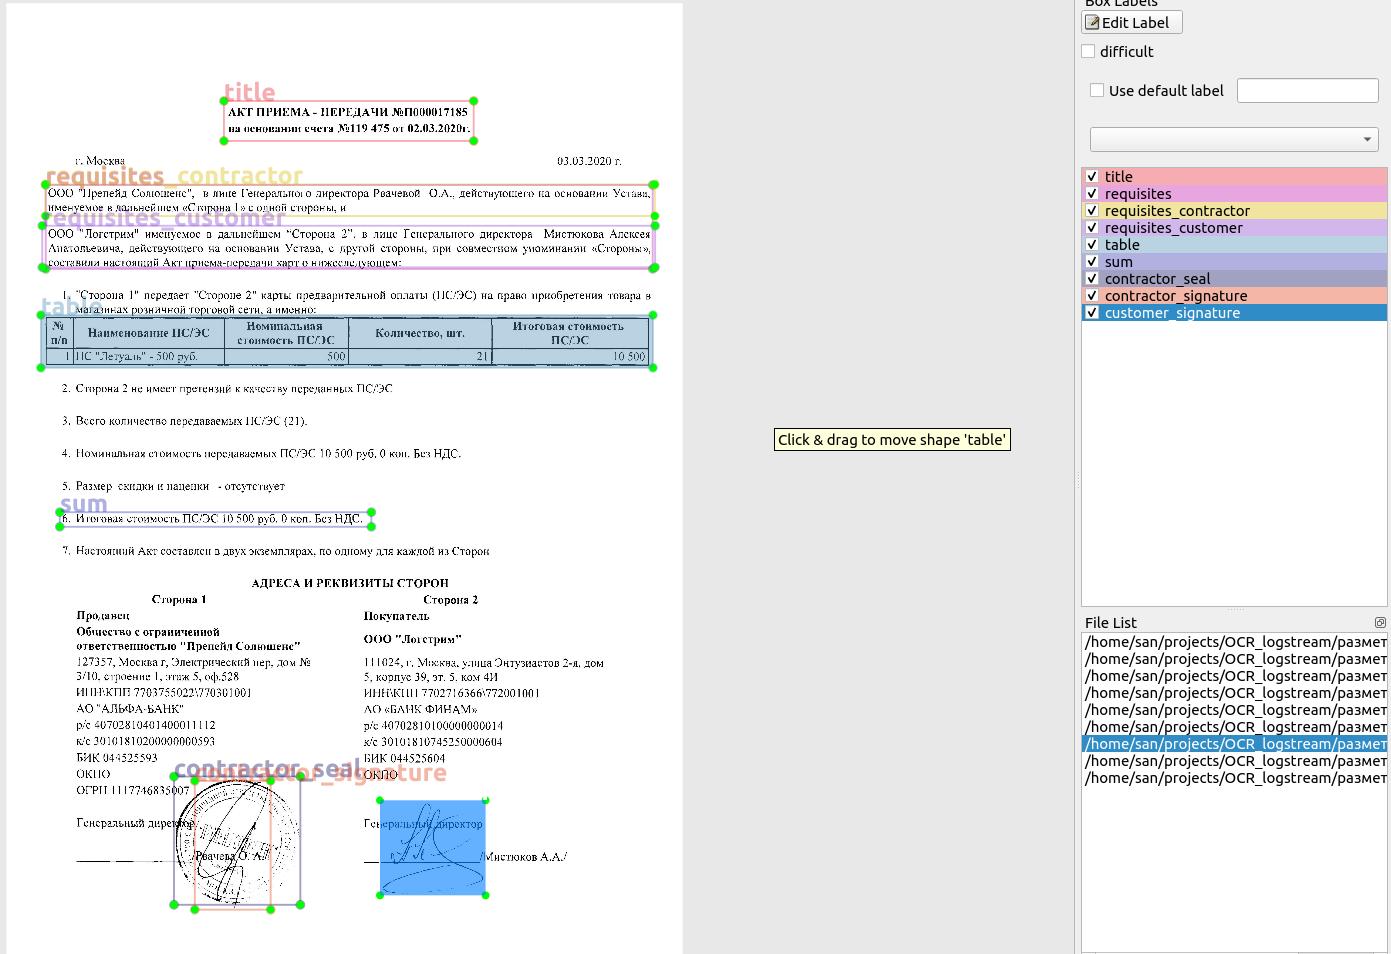 title
АКТ ПРИЕМА - ПЕРЕДАЧИ №П000017185
на основании счета №119 475 от 02.03.2020г.
г. Москва 03.03.2020 г.
requisites_contractor
ООО "Препейд Солюшенс", в лице Генерального директора Рвачевой О.А., действующего на основании Устава,
именуемое в дальнейшем «Сторона 1» с одной стороны, и
requisites_customer
ООО "Логстрим" именуемое в дальнейшем “Сторона 2”, в лице Генерального директора Мистюкова Алексея
Анатольевича, действующего на основании Устава, с другой стороны, при совместном упоминании «Стороны»,
составили настоящий Акт приема-передачи карт о нижеследующем:
1. "Сторона 1" передает "Стороне 2" карты предварительной оплаты (ПС/ЭС) на право приобретения товара в
магазинах розничной торговой сети, а именно:
table
№ п/п Наименование ПС/ЭС Номинальная стоимость ПС/ЭС Количество, шт. Итоговая стоимость ПС/ЭС
1 ПС "Летуаль" - 500 руб. 500 21 10 500
2. Сторона 2 не имеет претензий к качеству переданных ПС/ЭС
3. Всего количество передаваемых ПС/ЭС (21).
4. Номинальная стоимость передаваемых ПС/ЭС 10 500 руб. 0 коп. Без НДС.
5. Размер скидки и наценки - отсутствует
sum
6. Итоговая стоимость ПС/ЭС 10 500 руб. 0 коп. Без НДС.
7. Настоящий Акт составлен в двух экземплярах, по одному для каждой из Сторон
АДРЕСА И РЕКВИЗИТЫ СТОРОН
Сторона 1
Продавец
Общество с ограниченной
ответственностью "Препейд Солюшенс"
127357, Москва г, Электрический пер, дом №
3/10, строение 1, этаж 5, оф.528
ИНН\КПП 7703755022\770301001
АО "АЛЬФА-БАНК"
р/с 40702810401400011112
к/с 30101810200000000593
БИК 044525593
ОКПО
ОГРН 1117746835007
contractor_seal
contractor_signature
Генеральный директор
/Рвачева О. А./
Сторона 2
Покупатель
ООО "Логстрим"
111024, г. Москва, улица Энтузиастов 2-я, дом
5, корпус 39, эт. 5, ком 4И
ИНН\КПП 7702716366\772001001
АО «БАНК ФИНАМ»
р/с 40702810100000000014
к/с 30101810745250000604
БИК 044525604
ОКПО
Генеральный директор
/Мистюков А.А./
Click & drag to move shape 'table'
Box Labels
Edit Label
difficult
Use default label
title
requisites
requisites_contractor
requisites_customer
table
sum
contractor_seal
contractor_signature
customer_signature
File List
/home/san/projects/OCR_logstream/размет
/home/san/projects/OCR_logstream/размет
/home/san/projects/OCR_logstream/размет
/home/san/projects/OCR_logstream/размет
/home/san/projects/OCR_logstream/размет
/home/san/projects/OCR_logstream/размет
/home/san/projects/OCR_logstream/размет
/home/san/projects/OCR_logstream/размет
/home/san/projects/OCR_logstream/размет